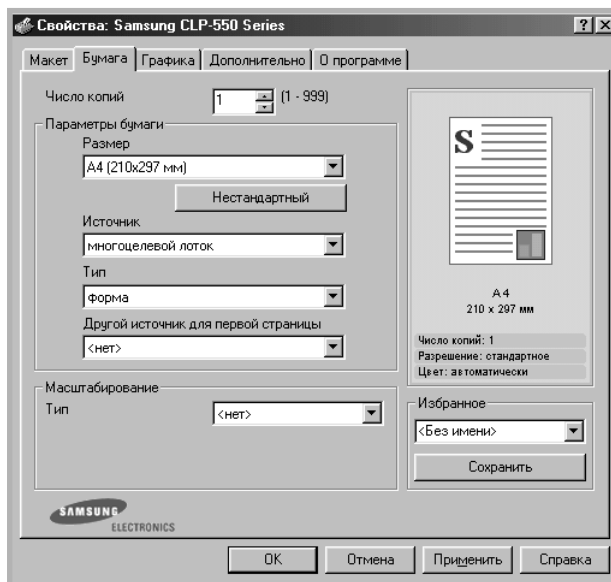 Свойства: Samsung CLP-550 Series
Макет Бумага Графика Дополнительно О программе
Число копий 1 (1 - 999)
Параметры бумаги
Размер
A4 (210x297 мм)
Нестандартный
Источник
многоцелевой лоток
Тип
форма
Другой источник для первой страницы
<нет>
Масштабирование
Тип <нет>
S
A4
210 x 297 мм
Число копий: 1
Разрешение: стандартное
Цвет: автоматически
Избранное
<Без имени>
Сохранить
SAMSUNG
ELECTRONICS
OK Отмена Применить Справка